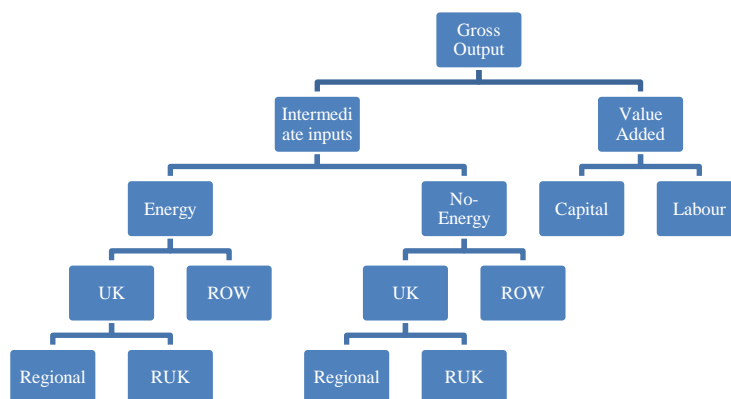 Gross
Output
Intermedi
ate inputs
Value
Added
Energy
No-
Energy
Capital
Labour
UK
ROW
UK
ROW
Regional
RUK
Regional
RUK